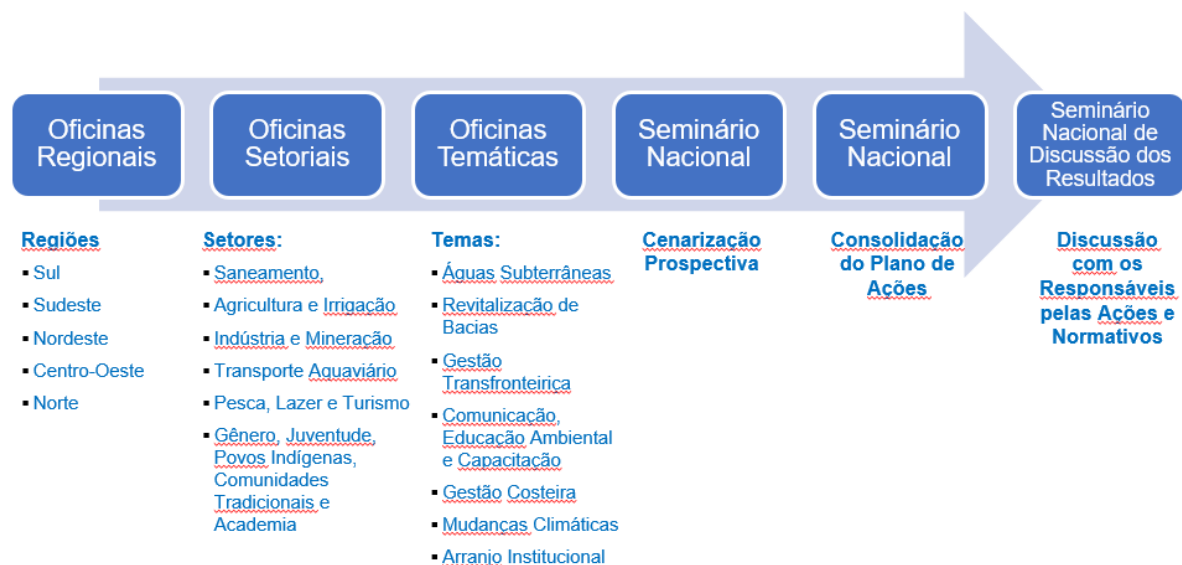 Oficinas
Regionais
Oficinas
Setoriais
Oficinas
Temáticas
Seminário
Nacional
Seminário
Nacional
Seminário
Nacional de
Discussão dos
Resultados
Regiões
▪ Sul
▪ Sudeste
▪ Nordeste
▪ Centro-Oeste
▪ Norte
Setores:
▪ Saneamento,
▪ Agricultura e Irrigação
▪ Indústria e Mineração
▪ Transporte Aquaviário
▪ Pesca, Lazer e Turismo
▪ Gênero, Juventude,
Povos Indígenas,
Comunidades
Tradicionais e
Academia
Temas:
▪ Águas Subterrâneas
▪ Revitalização de
Bacias
▪ Gestão
Transfronteiriça
▪ Comunicação,
Educação Ambiental
e Capacitação
▪ Gestão Costeira
▪ Mudanças Climáticas
▪ Arranjo Institucional
Cenarização
Prospectiva
Consolidação
do Plano de
Ações
Discussão
com os
Responsáveis
pelas Ações e
Normativos